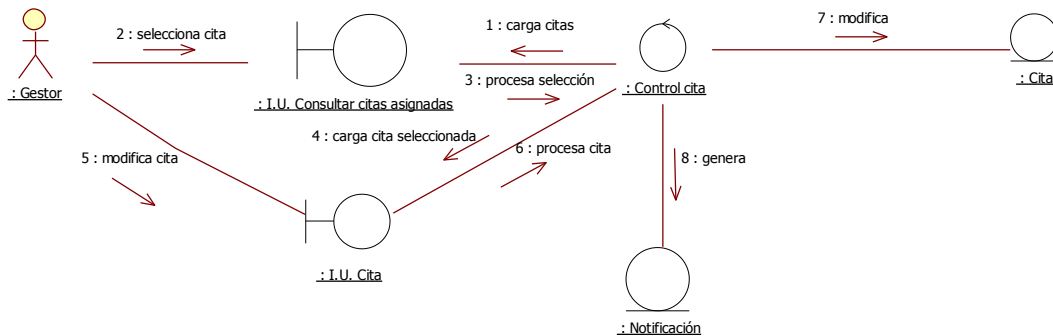 7 : modifica
2 : selecciona cita
1 : carga citas
3 : procesa selección
: Gestor
: I.U. Consultar citas asignadas
: Control cita
: Cita
4 : carga cita seleccionada
6 : procesa cita
5 : modifica cita
8 : genera
: I.U. Cita
: Notificación